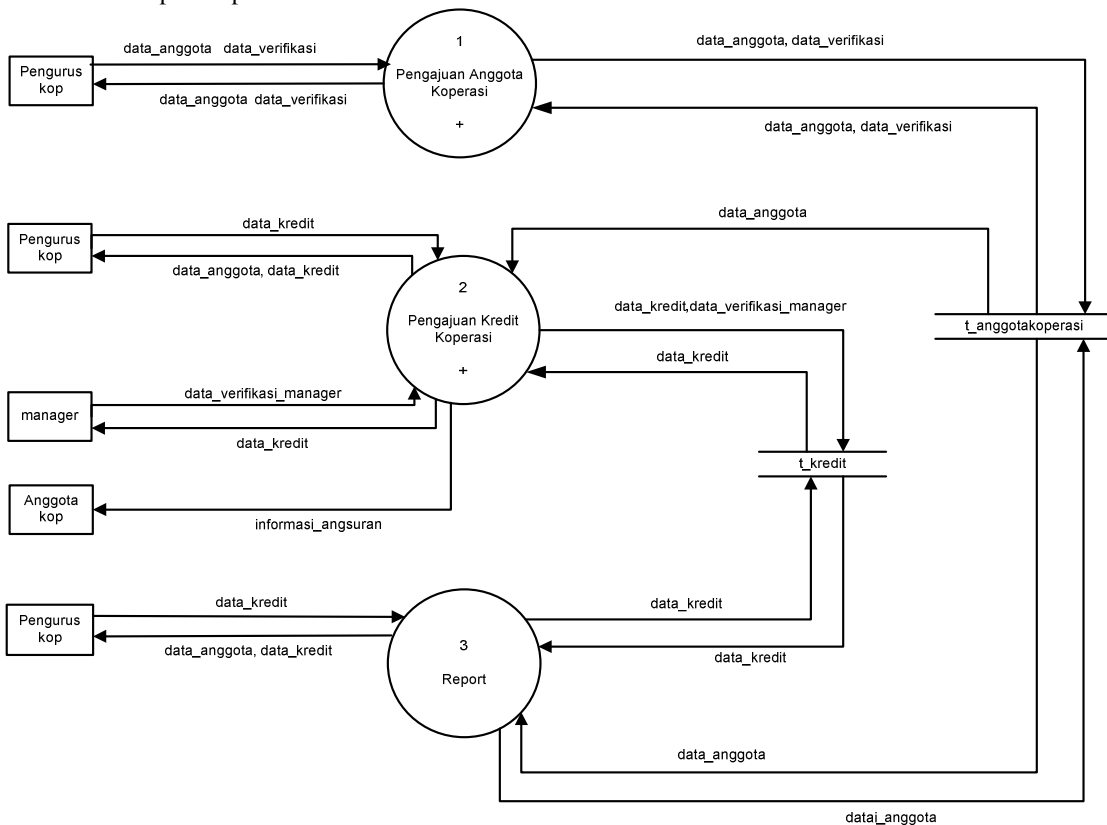 data_anggota data_verifikasi
Pengurus
kop
data_anggota data_verifikasi
1
Pengajuan Anggota
Koperasi
+
data_anggota, data_verifikasi
data_anggota, data_verifikasi
Pengurus
kop
data_kredit
data_anggota, data_kredit
data_anggota
2
Pengajuan Kredit
Koperasi
+
data_kredit,data_verifikasi_manager
data_kredit
t_anggotakoperasi
manager
data_verifikasi_manager
data_kredit
t_kredit
Anggota
kop
informasi_angsuran
Pengurus
kop
data_kredit
data_anggota, data_kredit
3
Report
data_kredit
data_kredit
data_anggota
datai_anggota